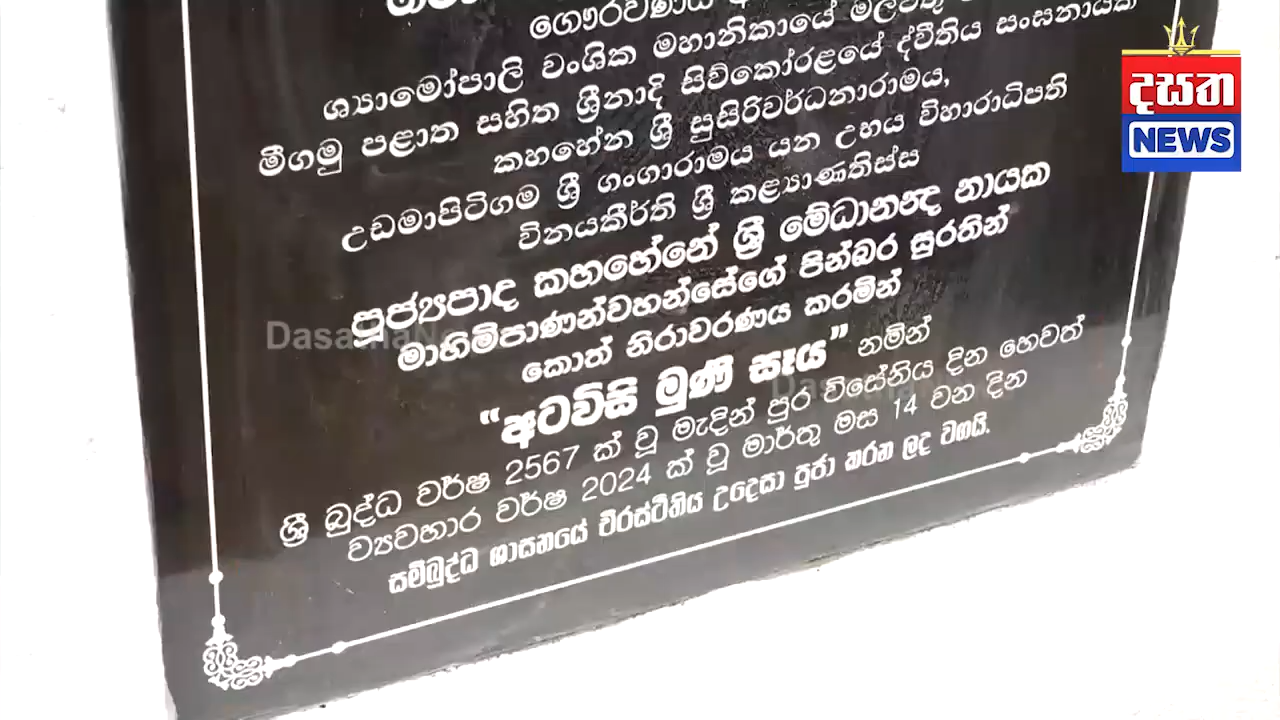 ගෞරවණීය
ශ්‍යාමෝපාලි වංශික මහානිකායේ මල්වතු
මීගමු පළාත සහිත ශ්‍රීනාදි සිව්කෝරළයේ ද්විතීය සංඝනායක
කහහේන ශ්‍රී සුසිරිවර්ධනාරාමය,
උඩමාපිටිගම ශ්‍රී ගංගාරාමය යන උභය විහාරාධිපති
විනයකීර්ති ශ්‍රී කල්‍යාණතිස්ස
පූජ්‍යපාද කහහේනේ ශ්‍රී මේධානන්‍ද නායක
මාහිමිපාණන්වහන්සේගේ පින්බර සුරතින්
කොත් නිරාවරණය කරමින්
“අටවිසි මුණි සෑය” නමින්
ශ්‍රී බුද්ධ වර්ෂ 2567 ක් වූ මැදින් පුර විසේනිය දින හෙවත්
ව්‍යවහාර වර්ෂ 2024 ක් වූ මාර්තු මස 14 වන දින
සම්බුද්ධ ශාසනයේ චිරස්ථිතිය උදෙසා පූජා කරන ලද වගයි.
දසත
NEWS